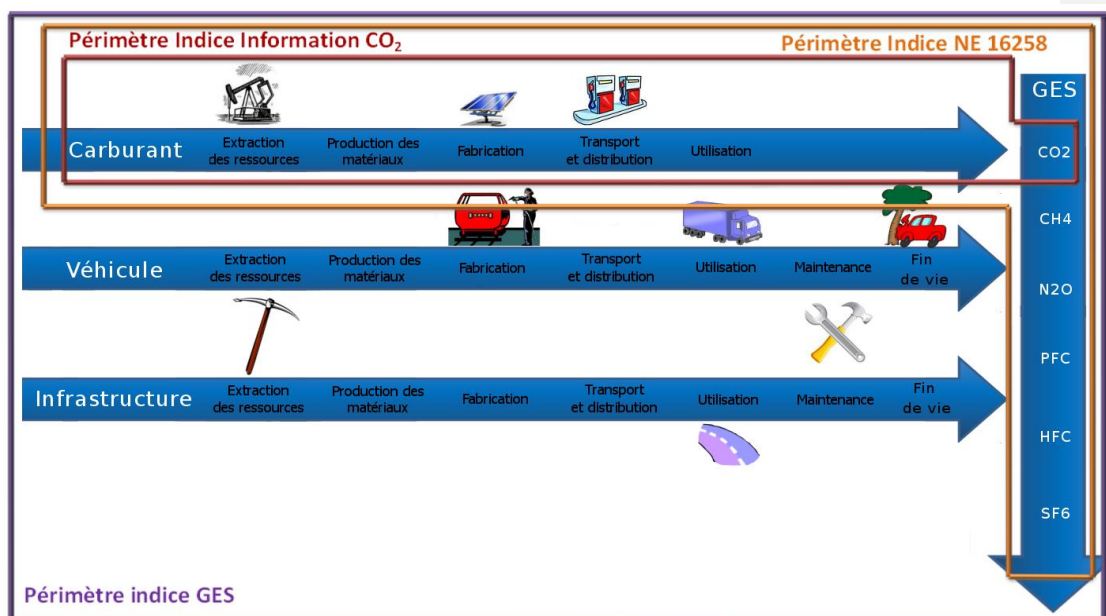 Périmètre Indice Information CO₂
Périmètre Indice NE 16258
GES
Carburant
Extraction
des ressources
Production des
matériaux
Fabrication
Transport
et distribution
Utilisation
CO2
CH4
Véhicule
Extraction
des ressources
Production des
matériaux
Fabrication
Transport
et distribution
Utilisation
Maintenance
Fin
de vie
N2O
PFC
Infrastructure
Extraction
des ressources
Production des
matériaux
Fabrication
Transport
et distribution
Utilisation
Maintenance
Fin
de vie
HFC
SF6
Périmètre indice GES